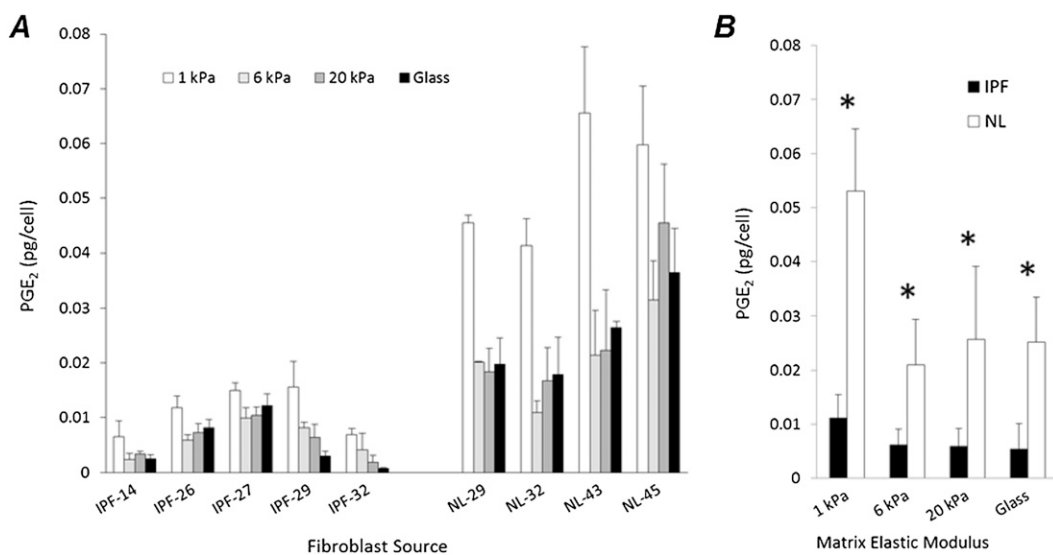 A
0.08
0.07
0.06
0.05
0.04
0.03
0.02
0.01
0
PGE₂ (pg/cell)
1 kPa 6 kPa 20 kPa Glass
IPF-14 IPF-26 IPF-27 IPF-29 IPF-32 NL-29 NL-32 NL-43 NL-45
Fibroblast Source
B
0.08
0.07
0.06
0.05
0.04
0.03
0.02
0.01
0
PGE₂ (pg/cell)
IPF
NL
*
*
*
*
1 kPa 6 kPa 20 kPa Glass
Matrix Elastic Modulus